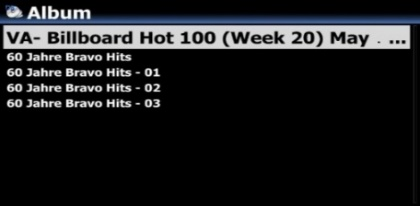 Album
VA- Billboard Hot 100 (Week 20) May . ...
60 Jahre Bravo Hits
60 Jahre Bravo Hits - 01
60 Jahre Bravo Hits - 02
60 Jahre Bravo Hits - 03